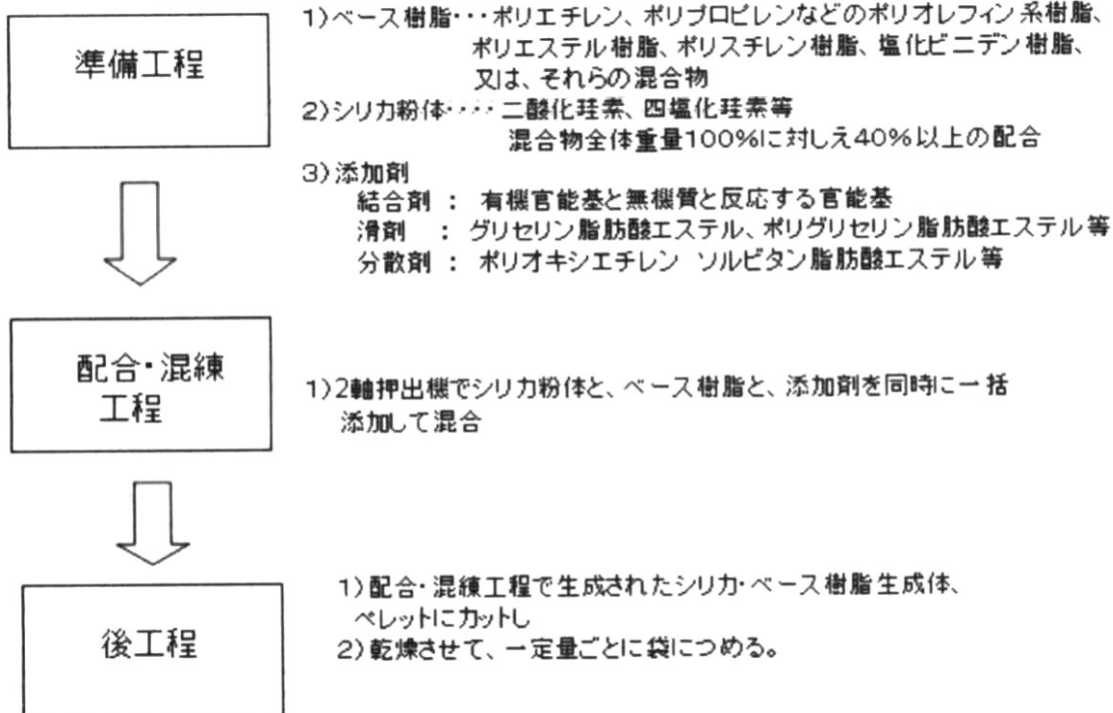 準備工程
1)ベース樹脂・・・ポリエチレン、ポリプロピレンなどのポリオレフィン系樹脂、
ポリエステル樹脂、ポリスチレン樹脂、塩化ビニデン樹脂、
又は、それらの混合物
2)シリカ粉体・・・・二酸化珪素、四塩化珪素等
混合物全体重量100%に対しえ40%以上の配合
3)添加剤
結合剤 : 有機官能基と無機質と反応する官能基
滑剤 : グリセリン脂肪酸エステル、ポリグリセリン脂肪酸エステル等
分散剤 : ポリオキシエチレン ソルビタン脂肪酸エステル等
配合・混練
工程
1)2軸押出機でシリカ粉体と、ベース樹脂と、添加剤を同時に一括
添加して混合
後工程
1)配合・混練工程で生成されたシリカ・ベース樹脂生成体、
ペレットにカットし
2)乾燥させて、一定量ごとに袋につめる。